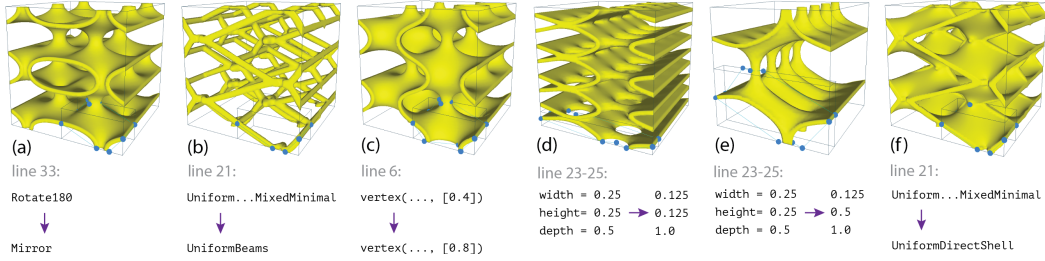 (a)
line 33:
Rotate180
Mirror
(b)
line 21:
Uniform...MixedMinimal
UniformBeams
(c)
line 6:
vertex(..., [0.4])
vertex(..., [0.8])
(d)
line 23-25:
width = 0.25 0.125
height= 0.25 0.125
depth = 0.5 1.0
(e)
line 23-25:
width = 0.25 0.125
height= 0.25 0.5
depth = 0.5 1.0
(f)
line 21:
Uniform...MixedMinimal
UniformDirectShell